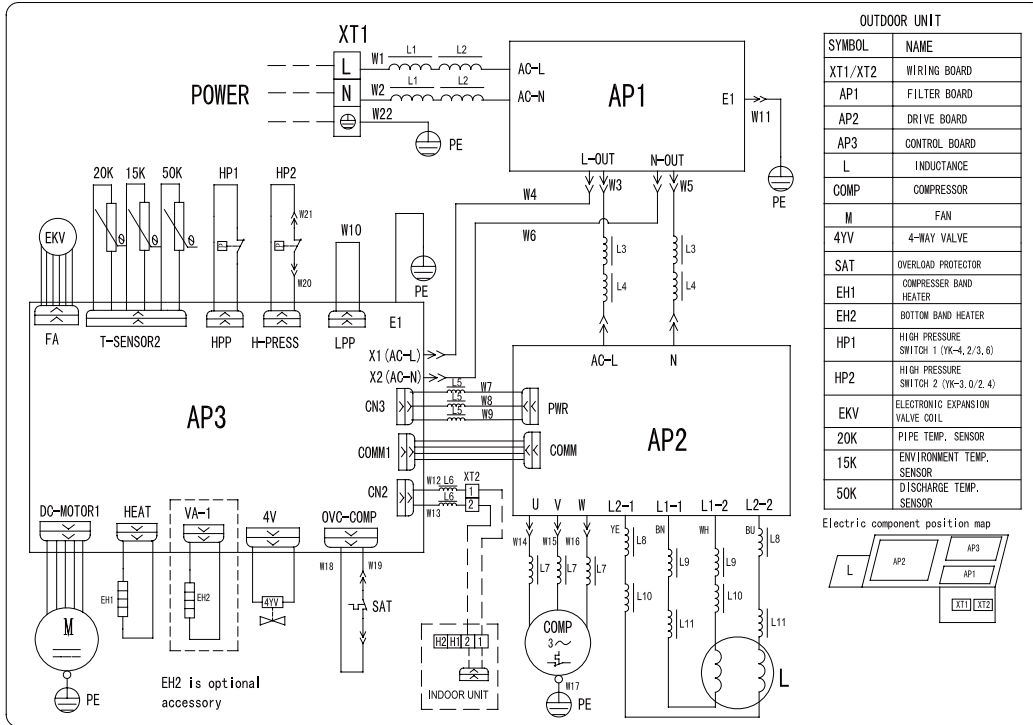 XT1
POWER
L
N
W1
L1
L2
W2
L1
L2
W22
PE
AC-L
AC-N
AP1
E1
W11
PE
L-OUT
N-OUT
W3
W5
W4
W6
L3
L4
L3
L4
20K
15K
50K
HP1
HP2
EKV
θ
θ
θ
P
P
W21
W20
W10
PE
FA
T-SENSOR2
HPP
H-PRESS
LPP
E1
X1(AC-L)
X2(AC-N)
AP3
CN3
L5
W7
L5
W8
L5
W9
PWR
COMM1
COMM
CN2
W12
L6
L6
W13
XT2
1
2
AC-L
N
AP2
DC-MOTOR1
HEAT
VA-1
4V
OVC-COMP
EH1
EH2
4YV
W18
W19
SAT
M
PE
EH2 is optional
accessory
H2
H1
2
1
INDOOR UNIT
U
V
W
L2-1
L1-1
L1-2
L2-2
W14
W15
W16
YE
BN
WH
BU
L7
L7
L7
L8
L9
L9
L8
L10
L11
L10
L11
COMP
3~
W17
PE
L
OUTDOOR UNIT
SYMBOL NAME
XT1/XT2 WIRING BOARD
AP1 FILTER BOARD
AP2 DRIVE BOARD
AP3 CONTROL BOARD
L INDUCTANCE
COMP COMPRESSOR
M FAN
4YV 4-WAY VALVE
SAT OVERLOAD PROTECTOR
EH1 COMPRESSER BAND
HEATER
EH2 BOTTOM BAND HEATER
HP1 HIGH PRESSURE
SWITCH 1 (YK-4.2/3.6)
HP2 HIGH PRESSURE
SWITCH 2 (YK-3.0/2.4)
EKV ELECTRONIC EXPANSION
VALVE COIL
20K PIPE TEMP. SENSOR
15K ENVIRONMENT TEMP.
SENSOR
50K DISCHARGE TEMP.
SENSOR
Electric component position map
L
AP2
AP3
AP1
XT1
XT2